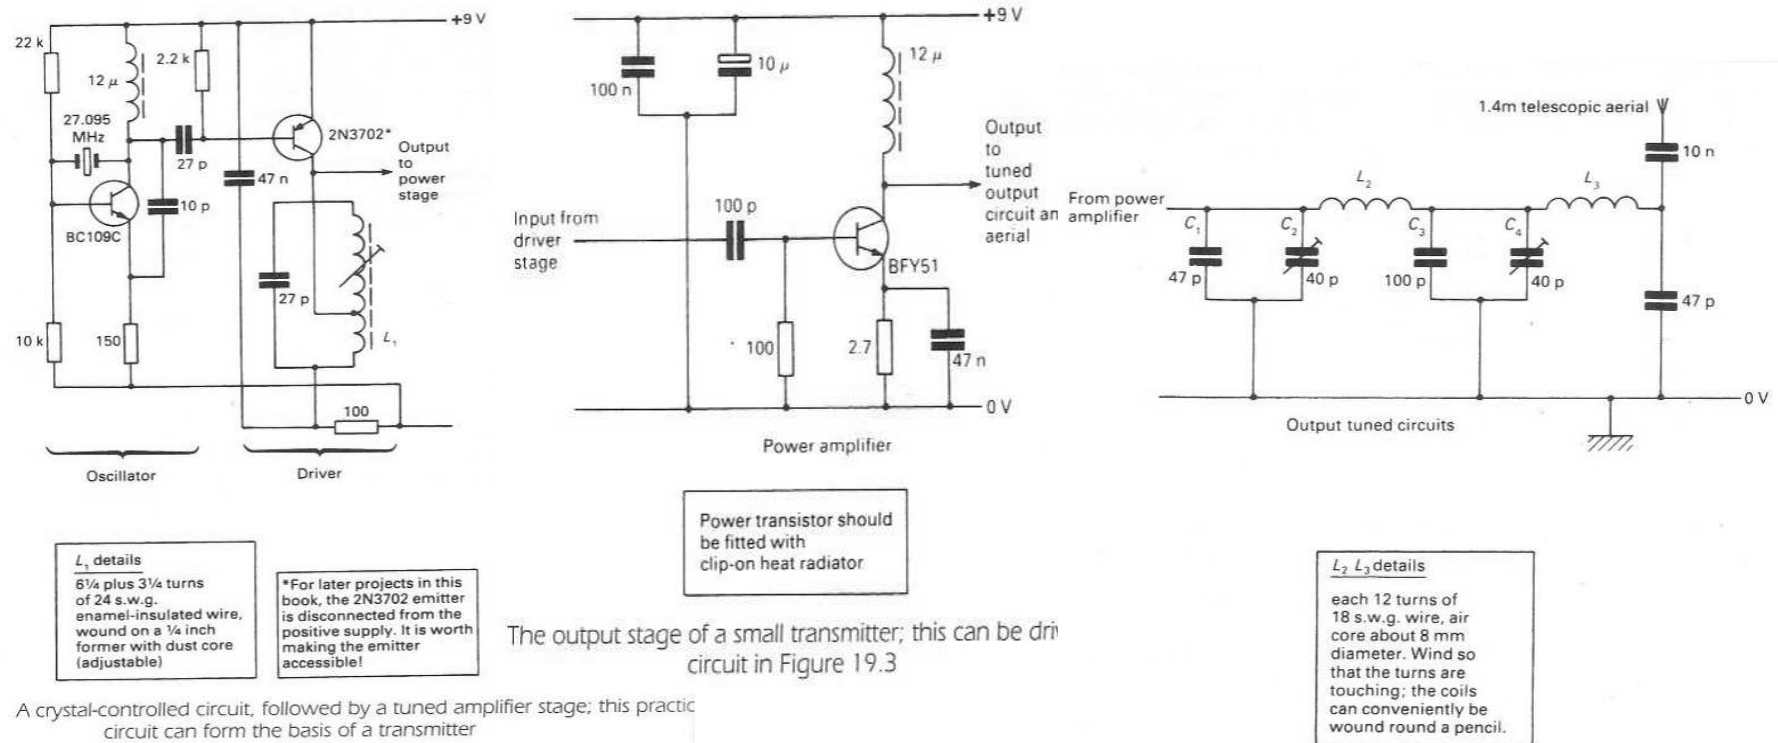 +9 V
22 k
12 μ
2.2 k
27.095
MHz
27 p
2N3702*
Output
to
power
stage
47 n
10 p
BC109C
27 p
10 k
150
L₁
100
Oscillator
Driver
L₁ details
6¼ plus 3¼ turns
of 24 s.w.g.
enamel-insulated wire,
wound on a ¼ inch
former with dust core
(adjustable)
*For later projects in this
book, the 2N3702 emitter
is disconnected from the
positive supply. It is worth
making the emitter
accessible!
A crystal-controlled circuit, followed by a tuned amplifier stage; this practic
circuit can form the basis of a transmitter
+9 V
100 n
10 μ
12 μ
Output
to
tuned
output
circuit an
aerial
Input from
driver
stage
100 p
BFY51
100
2.7
47 n
0 V
Power amplifier
Power transistor should
be fitted with
clip-on heat radiator
The output stage of a small transmitter; this can be driv
circuit in Figure 19.3
1.4m telescopic aerial
10 n
From power
amplifier
L₂
L₃
C₁
C₂
C₃
C₄
47 p
40 p
100 p
40 p
47 p
0 V
Output tuned circuits
L₂ L₃ details
each 12 turns of
18 s.w.g. wire, air
core about 8 mm
diameter. Wind so
that the turns are
touching; the coils
can conveniently be
wound round a pencil.